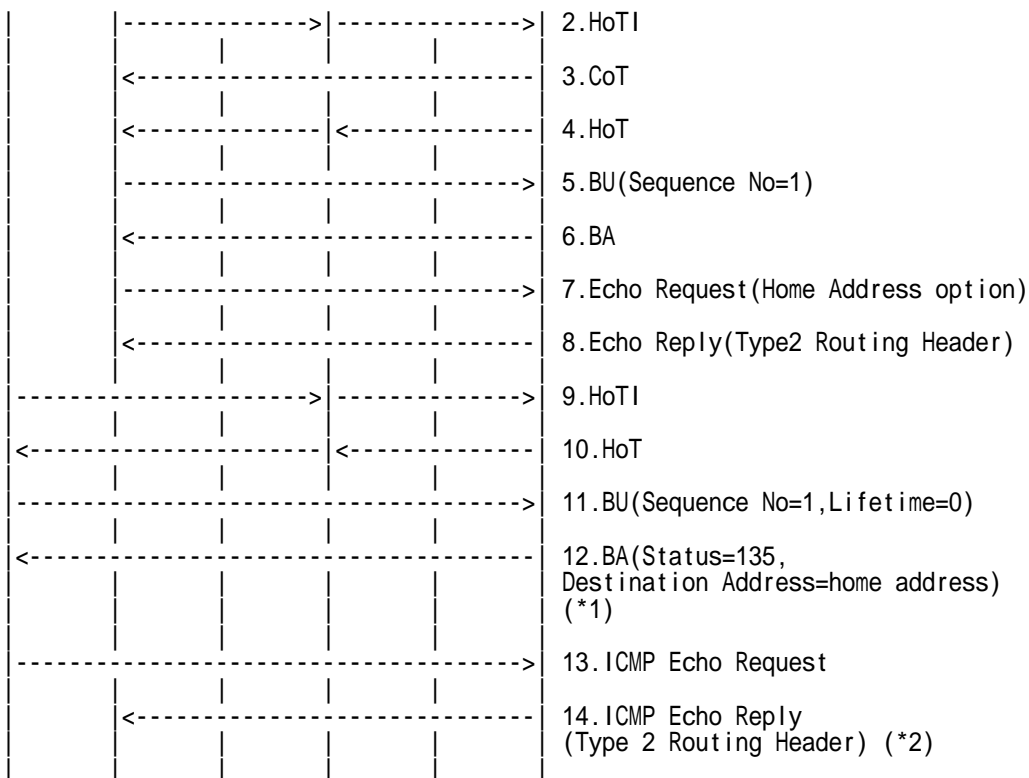 2.HoTI
3.CoT
4.HoT
5.BU(Sequence No=1)
6.BA
7.Echo Request(Home Address option)
8.Echo Reply(Type2 Routing Header)
9.HoTI
10.HoT
11.BU(Sequence No=1,Lifetime=0)
12.BA(Status=135,
Destination Address=home address)
(*1)
13.ICMP Echo Request
14.ICMP Echo Reply
(Type 2 Routing Header) (*2)